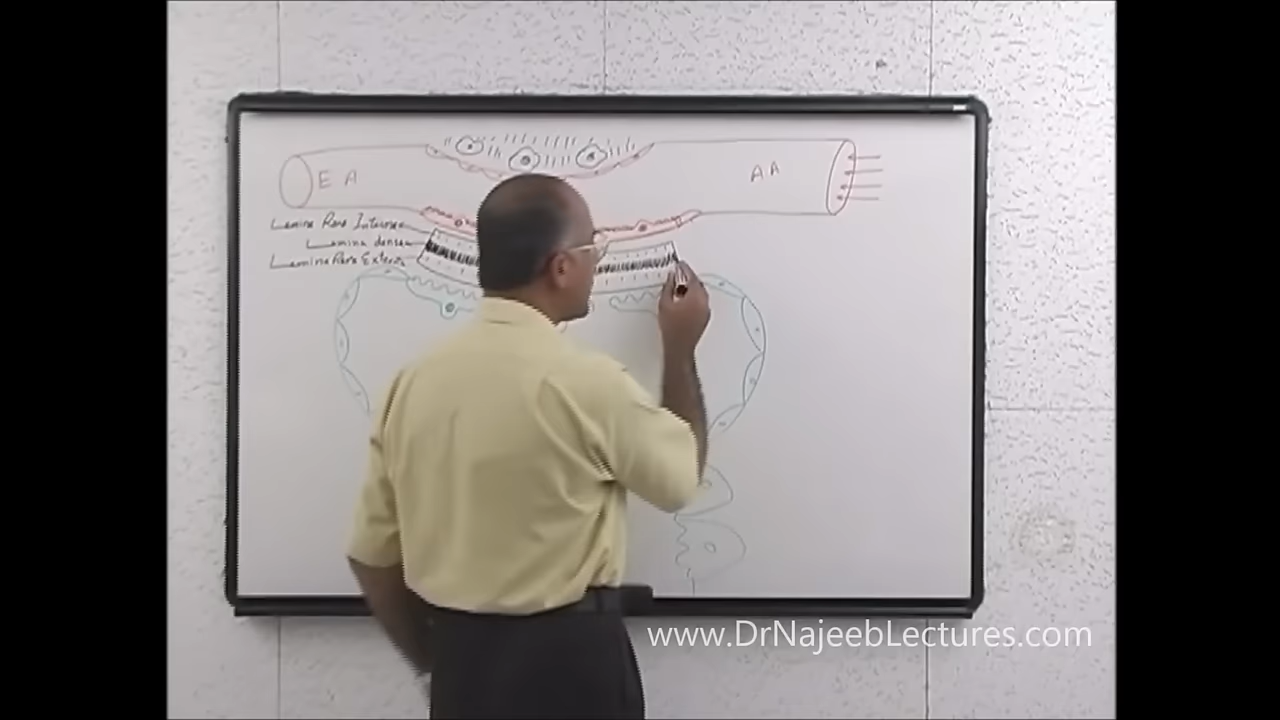 E A
A A
Lamina Rara Interna
Lamina densa
Lamina Rara Externa
www.DrNajeebLectures.com